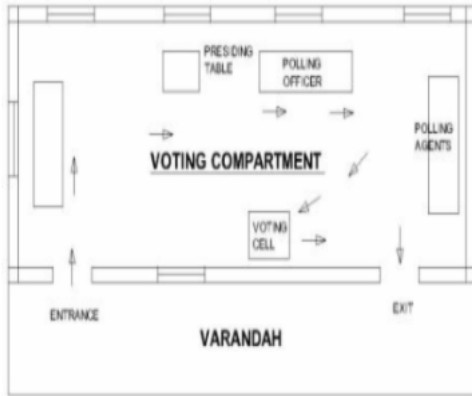 PRESIDING
TABLE
POLLING
OFFICER
POLLING
AGENTS
VOTING COMPARTMENT
VOTING
CELL
ENTRANCE
EXIT
VARANDAH